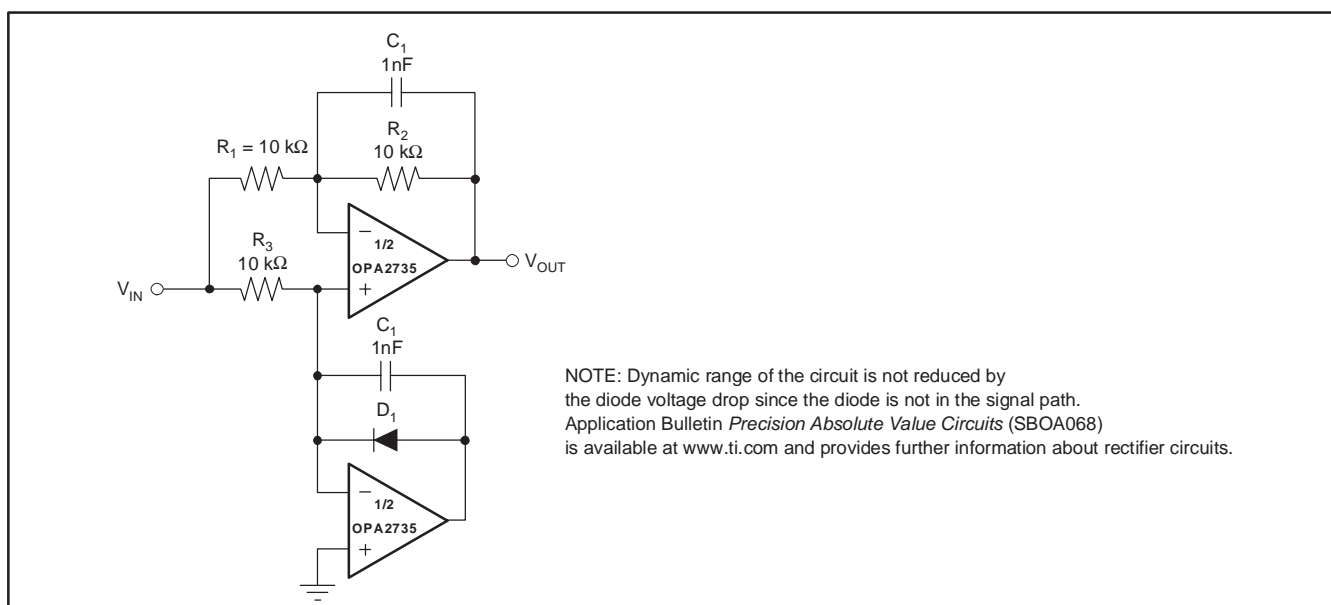 C1
1nF
R2
10 kΩ
R1 = 10 kΩ
−
1/2
OPA2735
+
R3
10 kΩ
VIN
VOUT
C1
1nF
D1
−
1/2
OPA2735
+
NOTE: Dynamic range of the circuit is not reduced by
the diode voltage drop since the diode is not in the signal path.
Application Bulletin Precision Absolute Value Circuits (SBOA068)
is available at www.ti.com and provides further information about rectifier circuits.